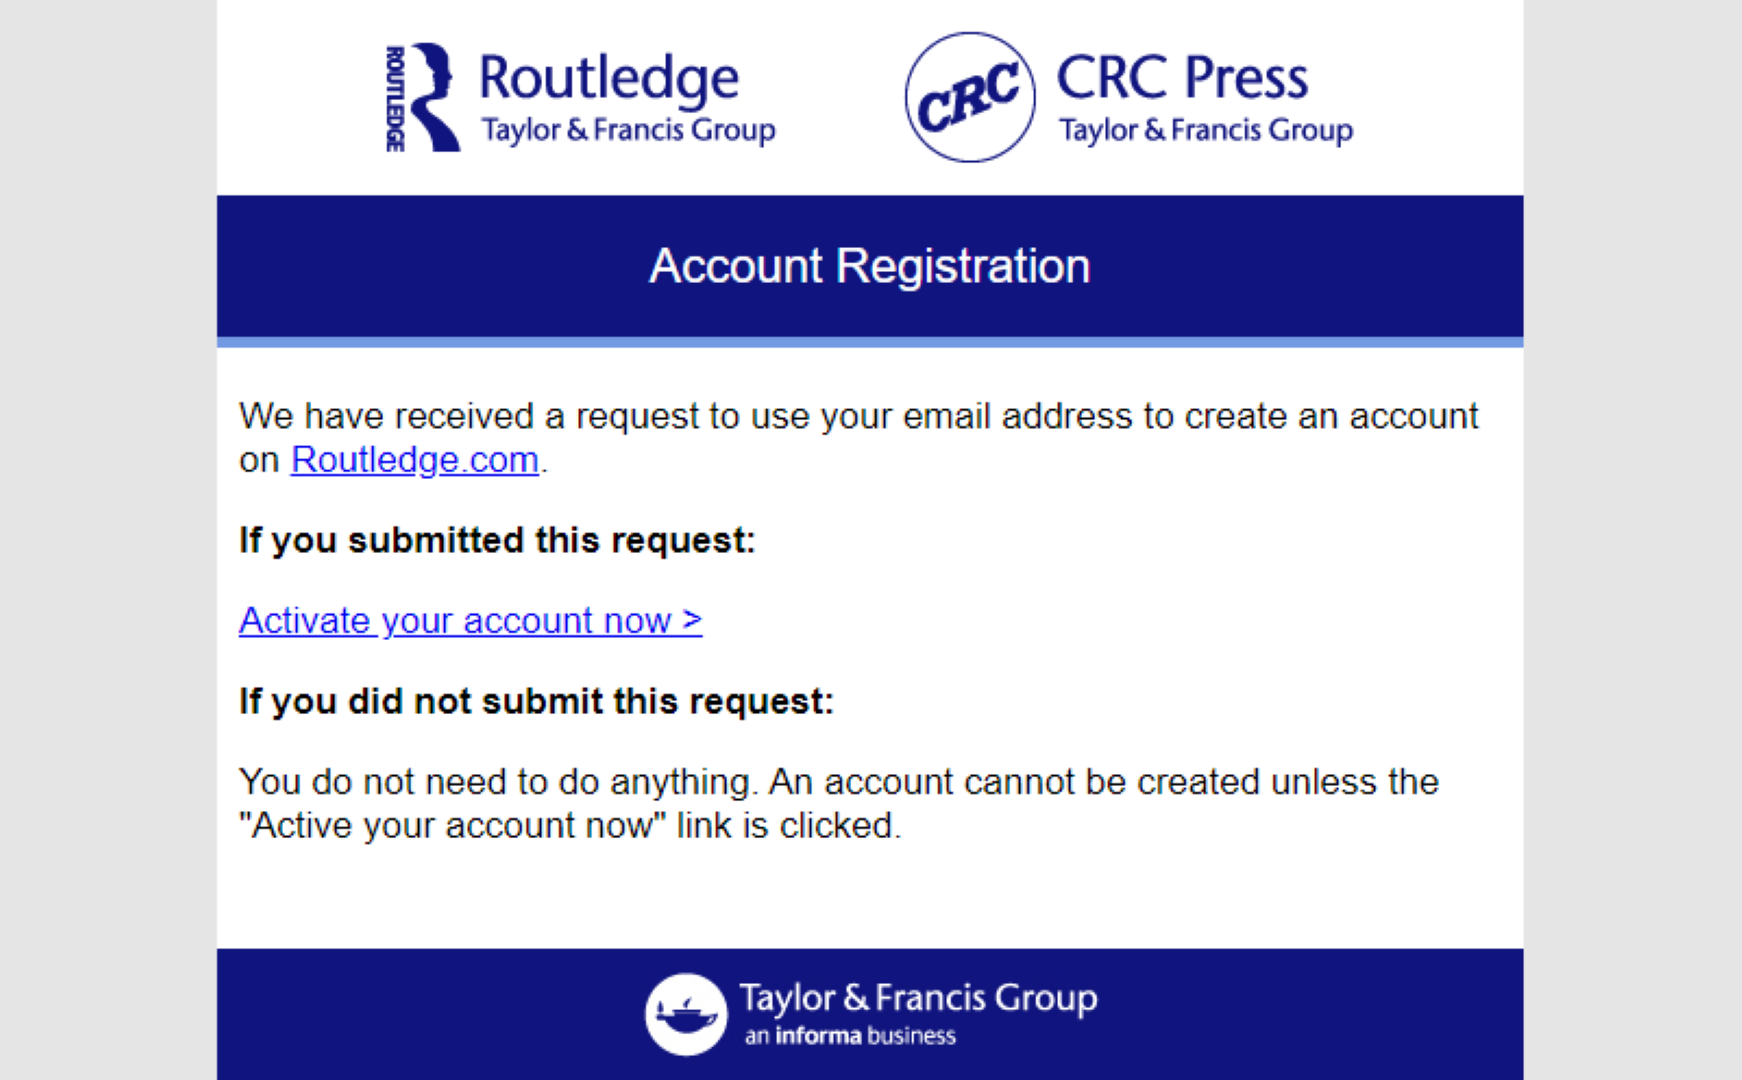 ROUTLEDGE
Routledge
Taylor & Francis Group
CRC
CRC Press
Taylor & Francis Group
Account Registration
We have received a request to use your email address to create an account
on Routledge.com.
If you submitted this request:
Activate your account now >
If you did not submit this request:
You do not need to do anything. An account cannot be created unless the
"Active your account now" link is clicked.
Taylor & Francis Group
an informa business